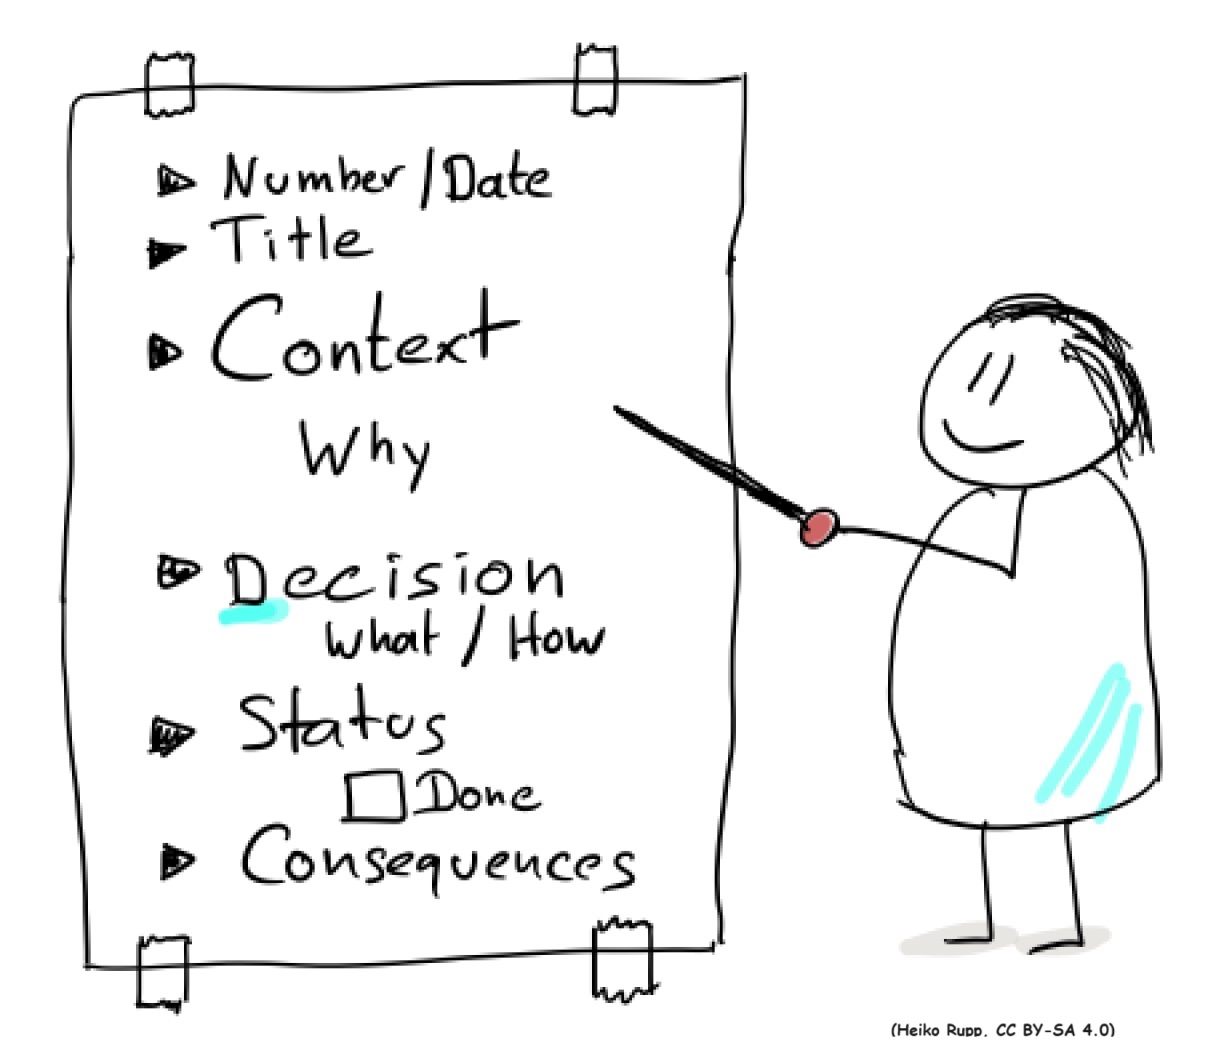 Number/Date
Title
Context
Why
Decision
What / How
Status
Done
Consequences
(Heiko Rupp, CC BY-SA 4.0)